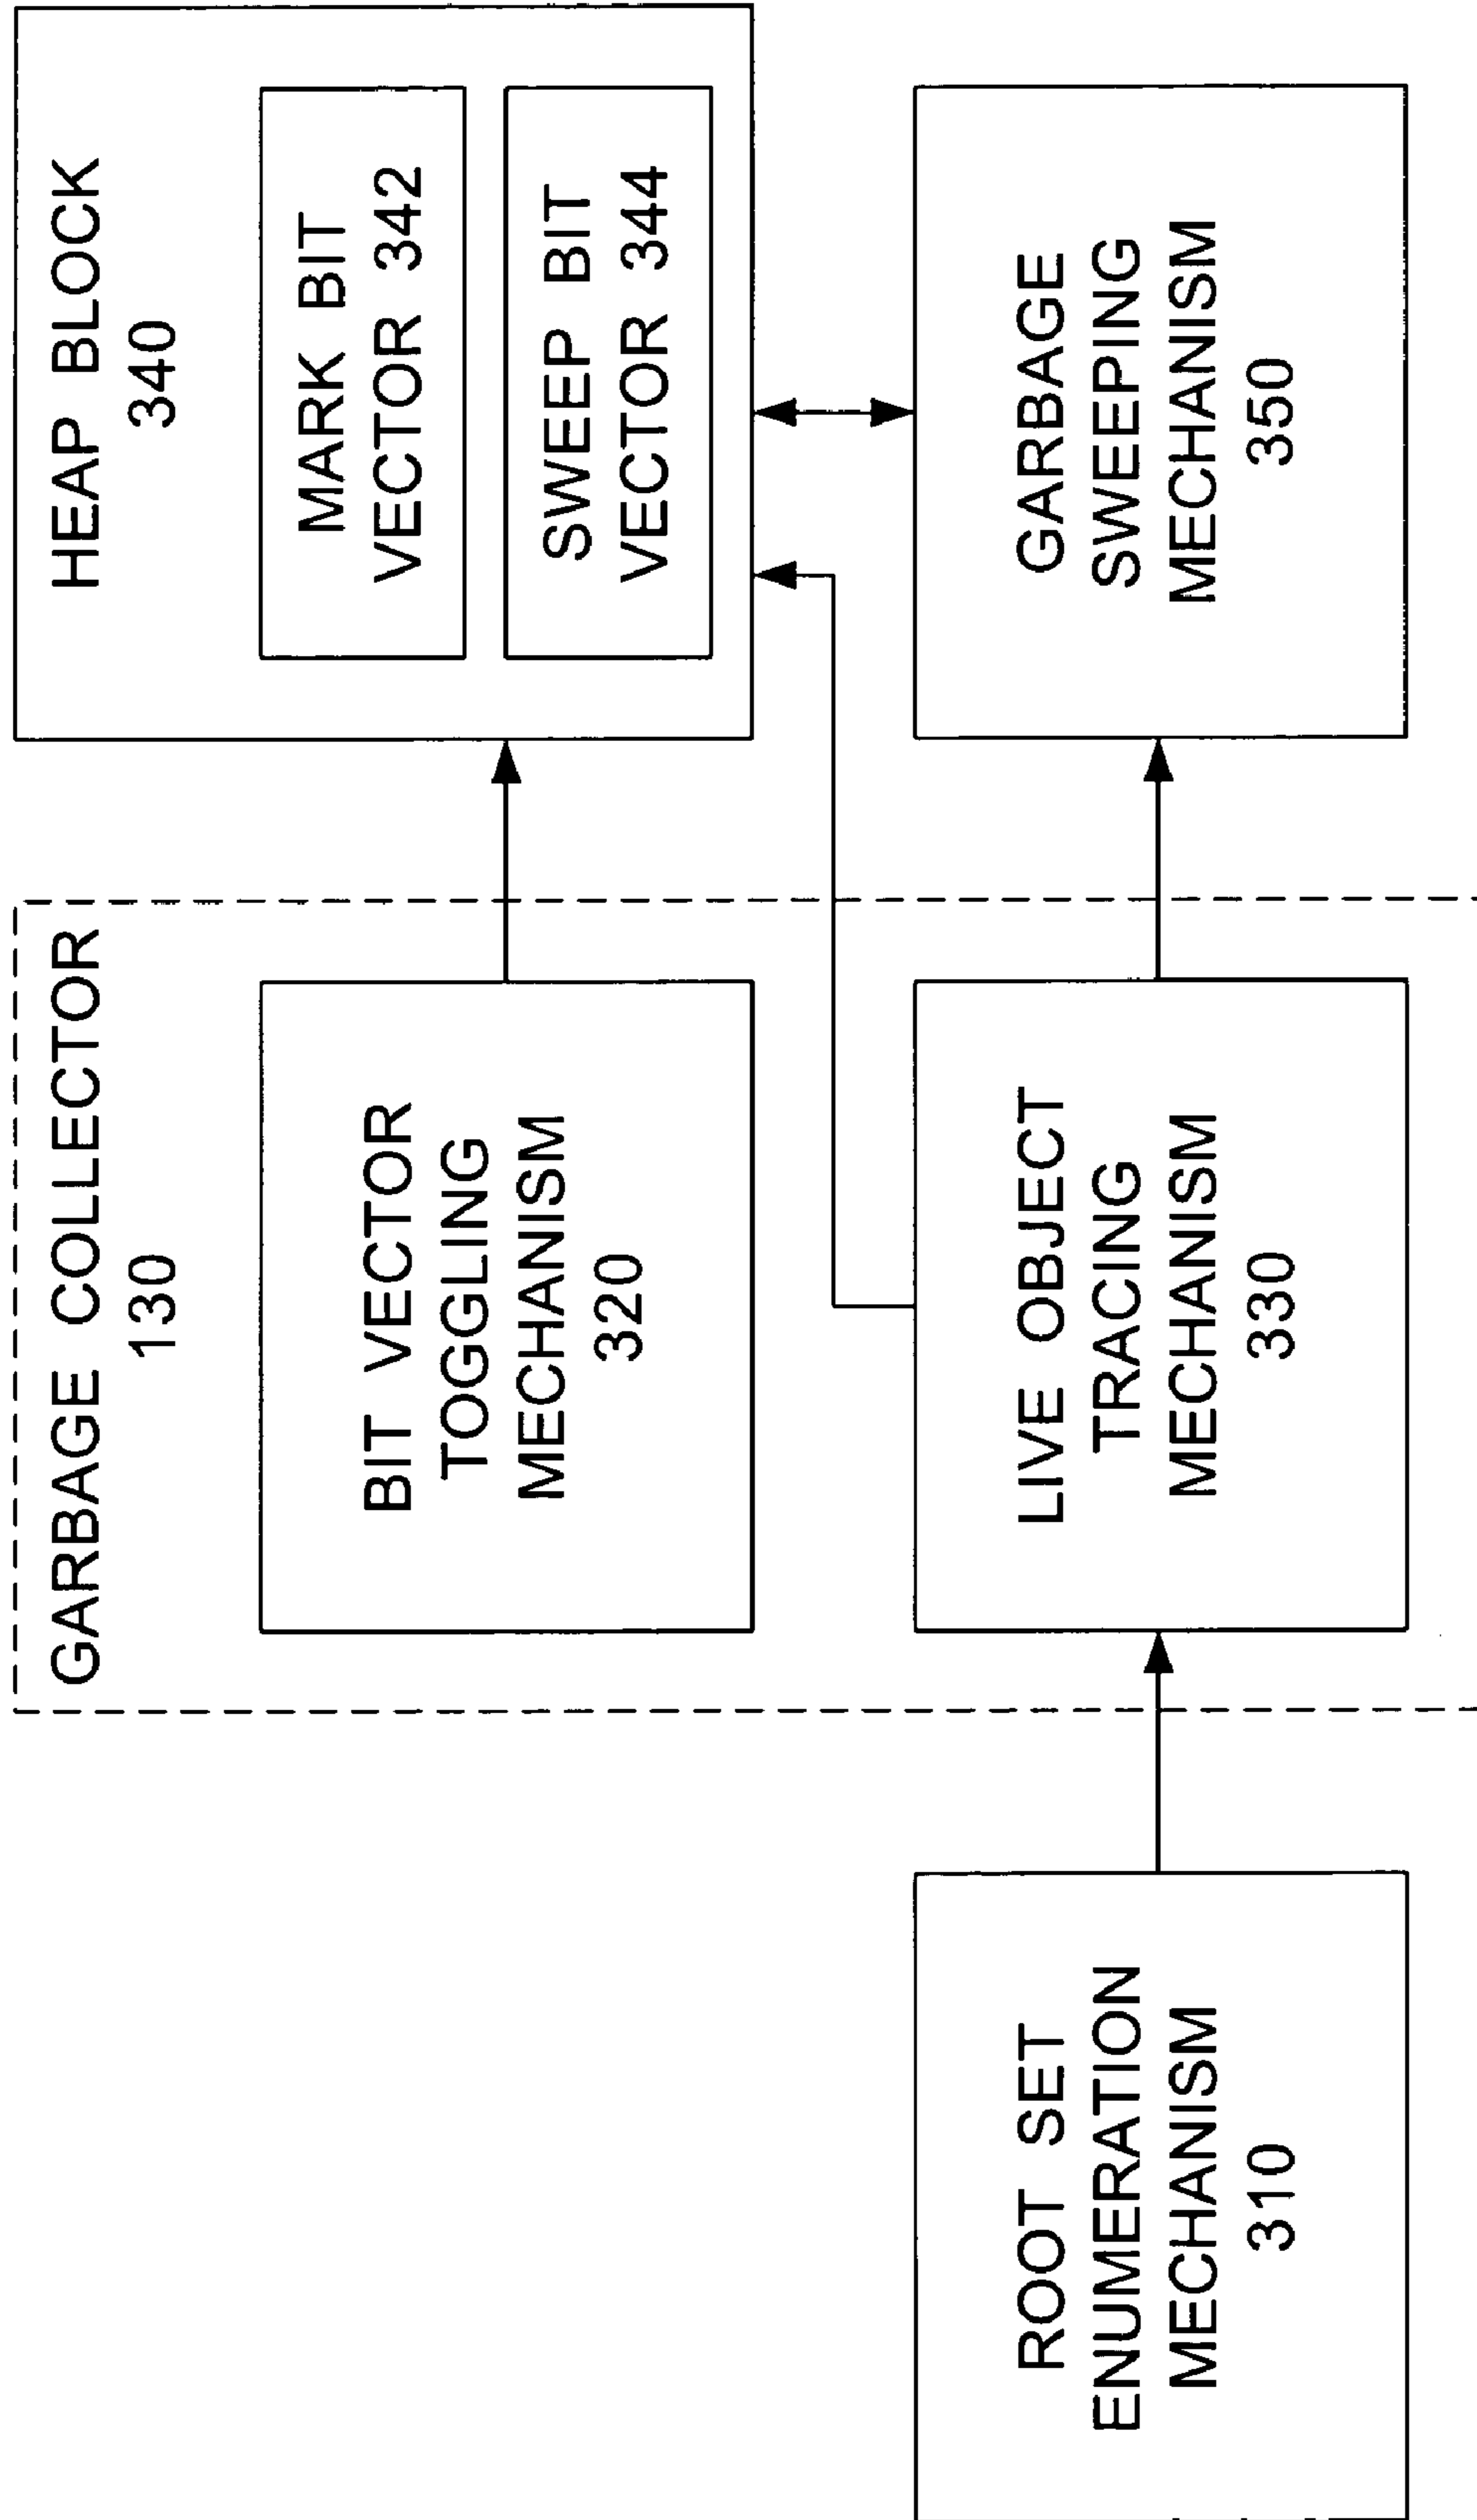 GARBAGE COLLECTOR
130
HEAP BLOCK
340
BIT VECTOR
TOGGLING
MECHANISM
320
MARK BIT
VECTOR 342
SWEEP BIT
VECTOR 344
ROOT SET
ENUMERATION
MECHANISM
310
LIVE OBJECT
TRACING
MECHANISM
330
GARBAGE
SWEEPING
MECHANISM
350